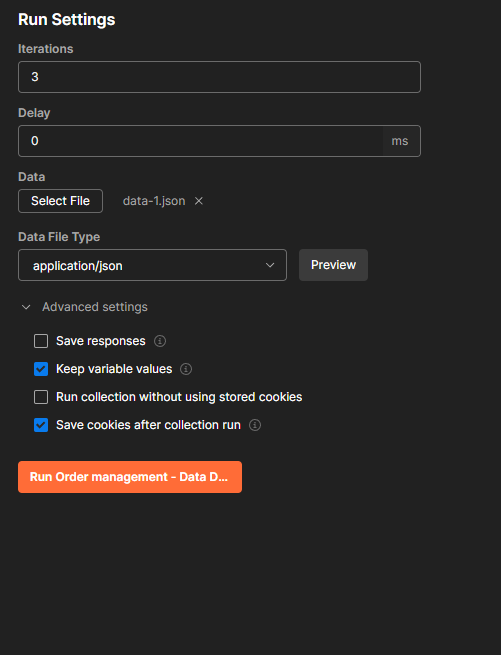 Run Settings
Iterations
3
Delay
0 ms
Data
Select File data-1.json
Data File Type
application/json Preview
Advanced settings
Save responses
Keep variable values
Run collection without using stored cookies
Save cookies after collection run
Run Order management - Data D...